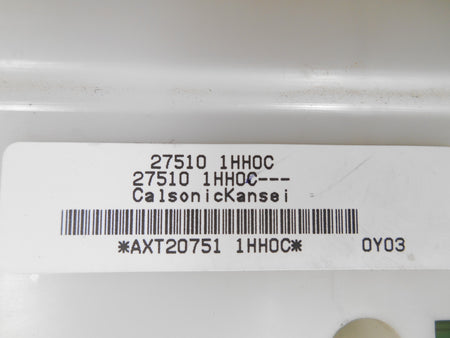 27510 1HH0C
27510 1HH0C---
CalsonicKansei
*AXT20751 1HH0C*
0Y03